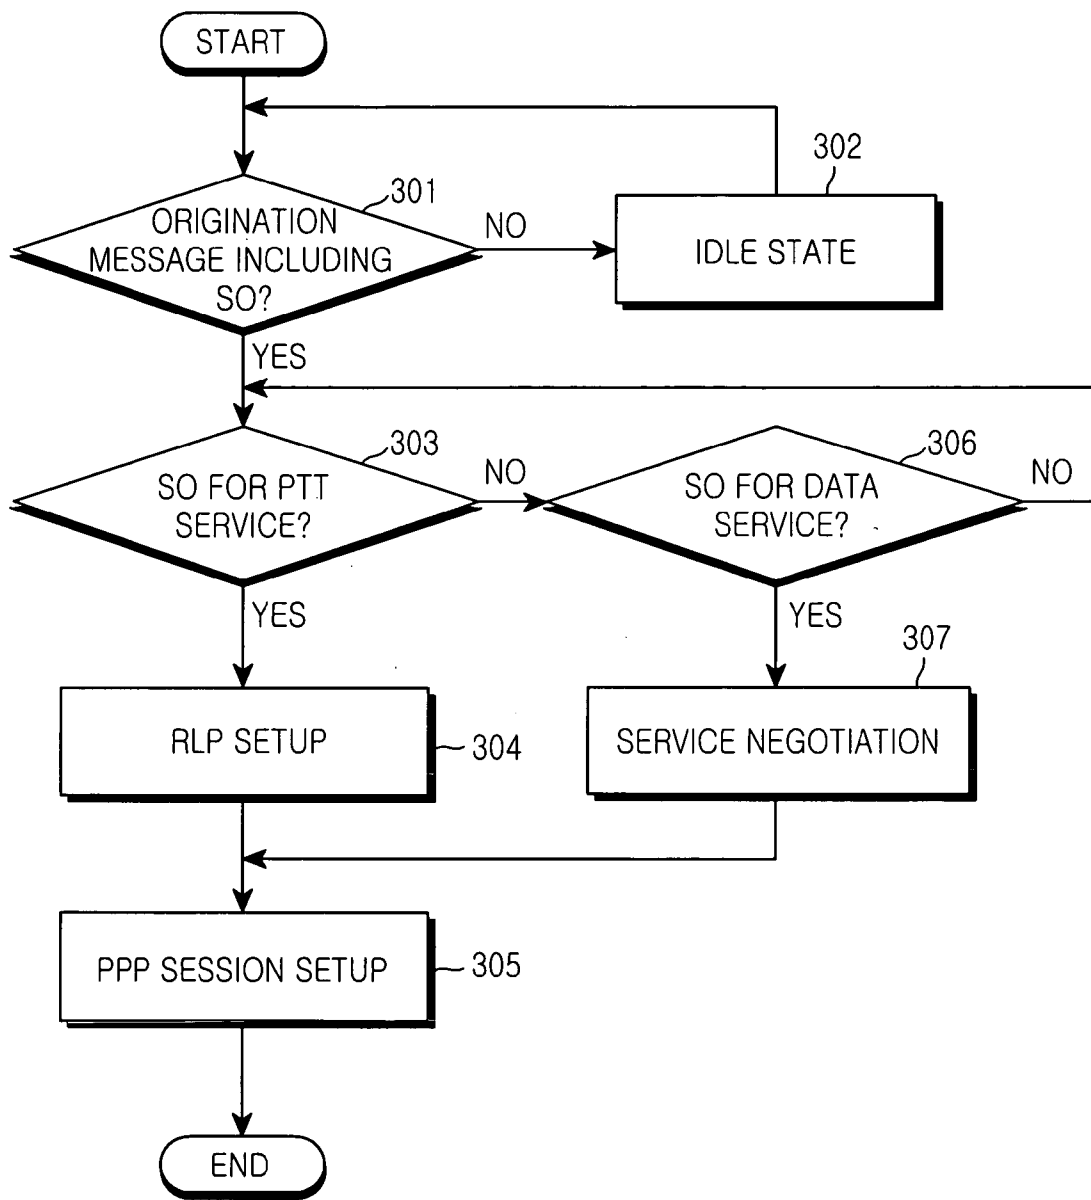 START
302
301
ORIGINATION
MESSAGE INCLUDING
SO?
NO
IDLE STATE
YES
303
SO FOR PTT
SERVICE?
NO
306
SO FOR DATA
SERVICE?
NO
YES
YES
307
RLP SETUP
304
SERVICE NEGOTIATION
PPP SESSION SETUP
305
END